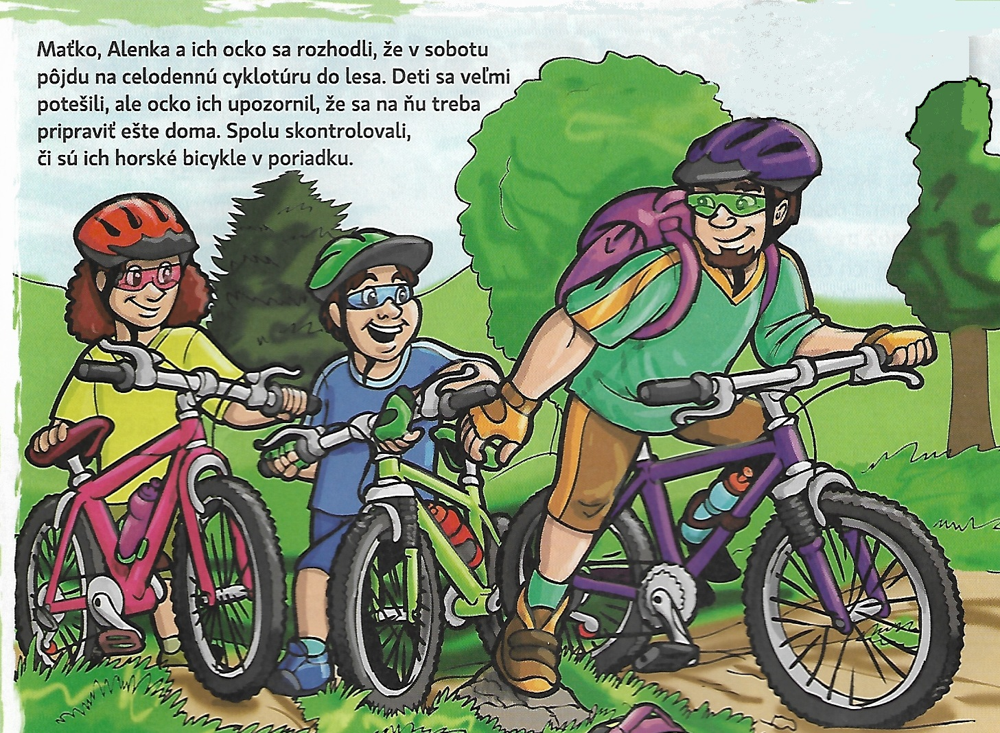 Maťko, Alenka a ich ocko sa rozhodli, že v sobotu
pôjdu na celodennú cyklotúru do lesa. Deti sa veľmi
potešili, ale ocko ich upozornil, že sa na ňu treba
pripraviť ešte doma. Spolu skontrolovali,
či sú ich horské bicykle v poriadku.